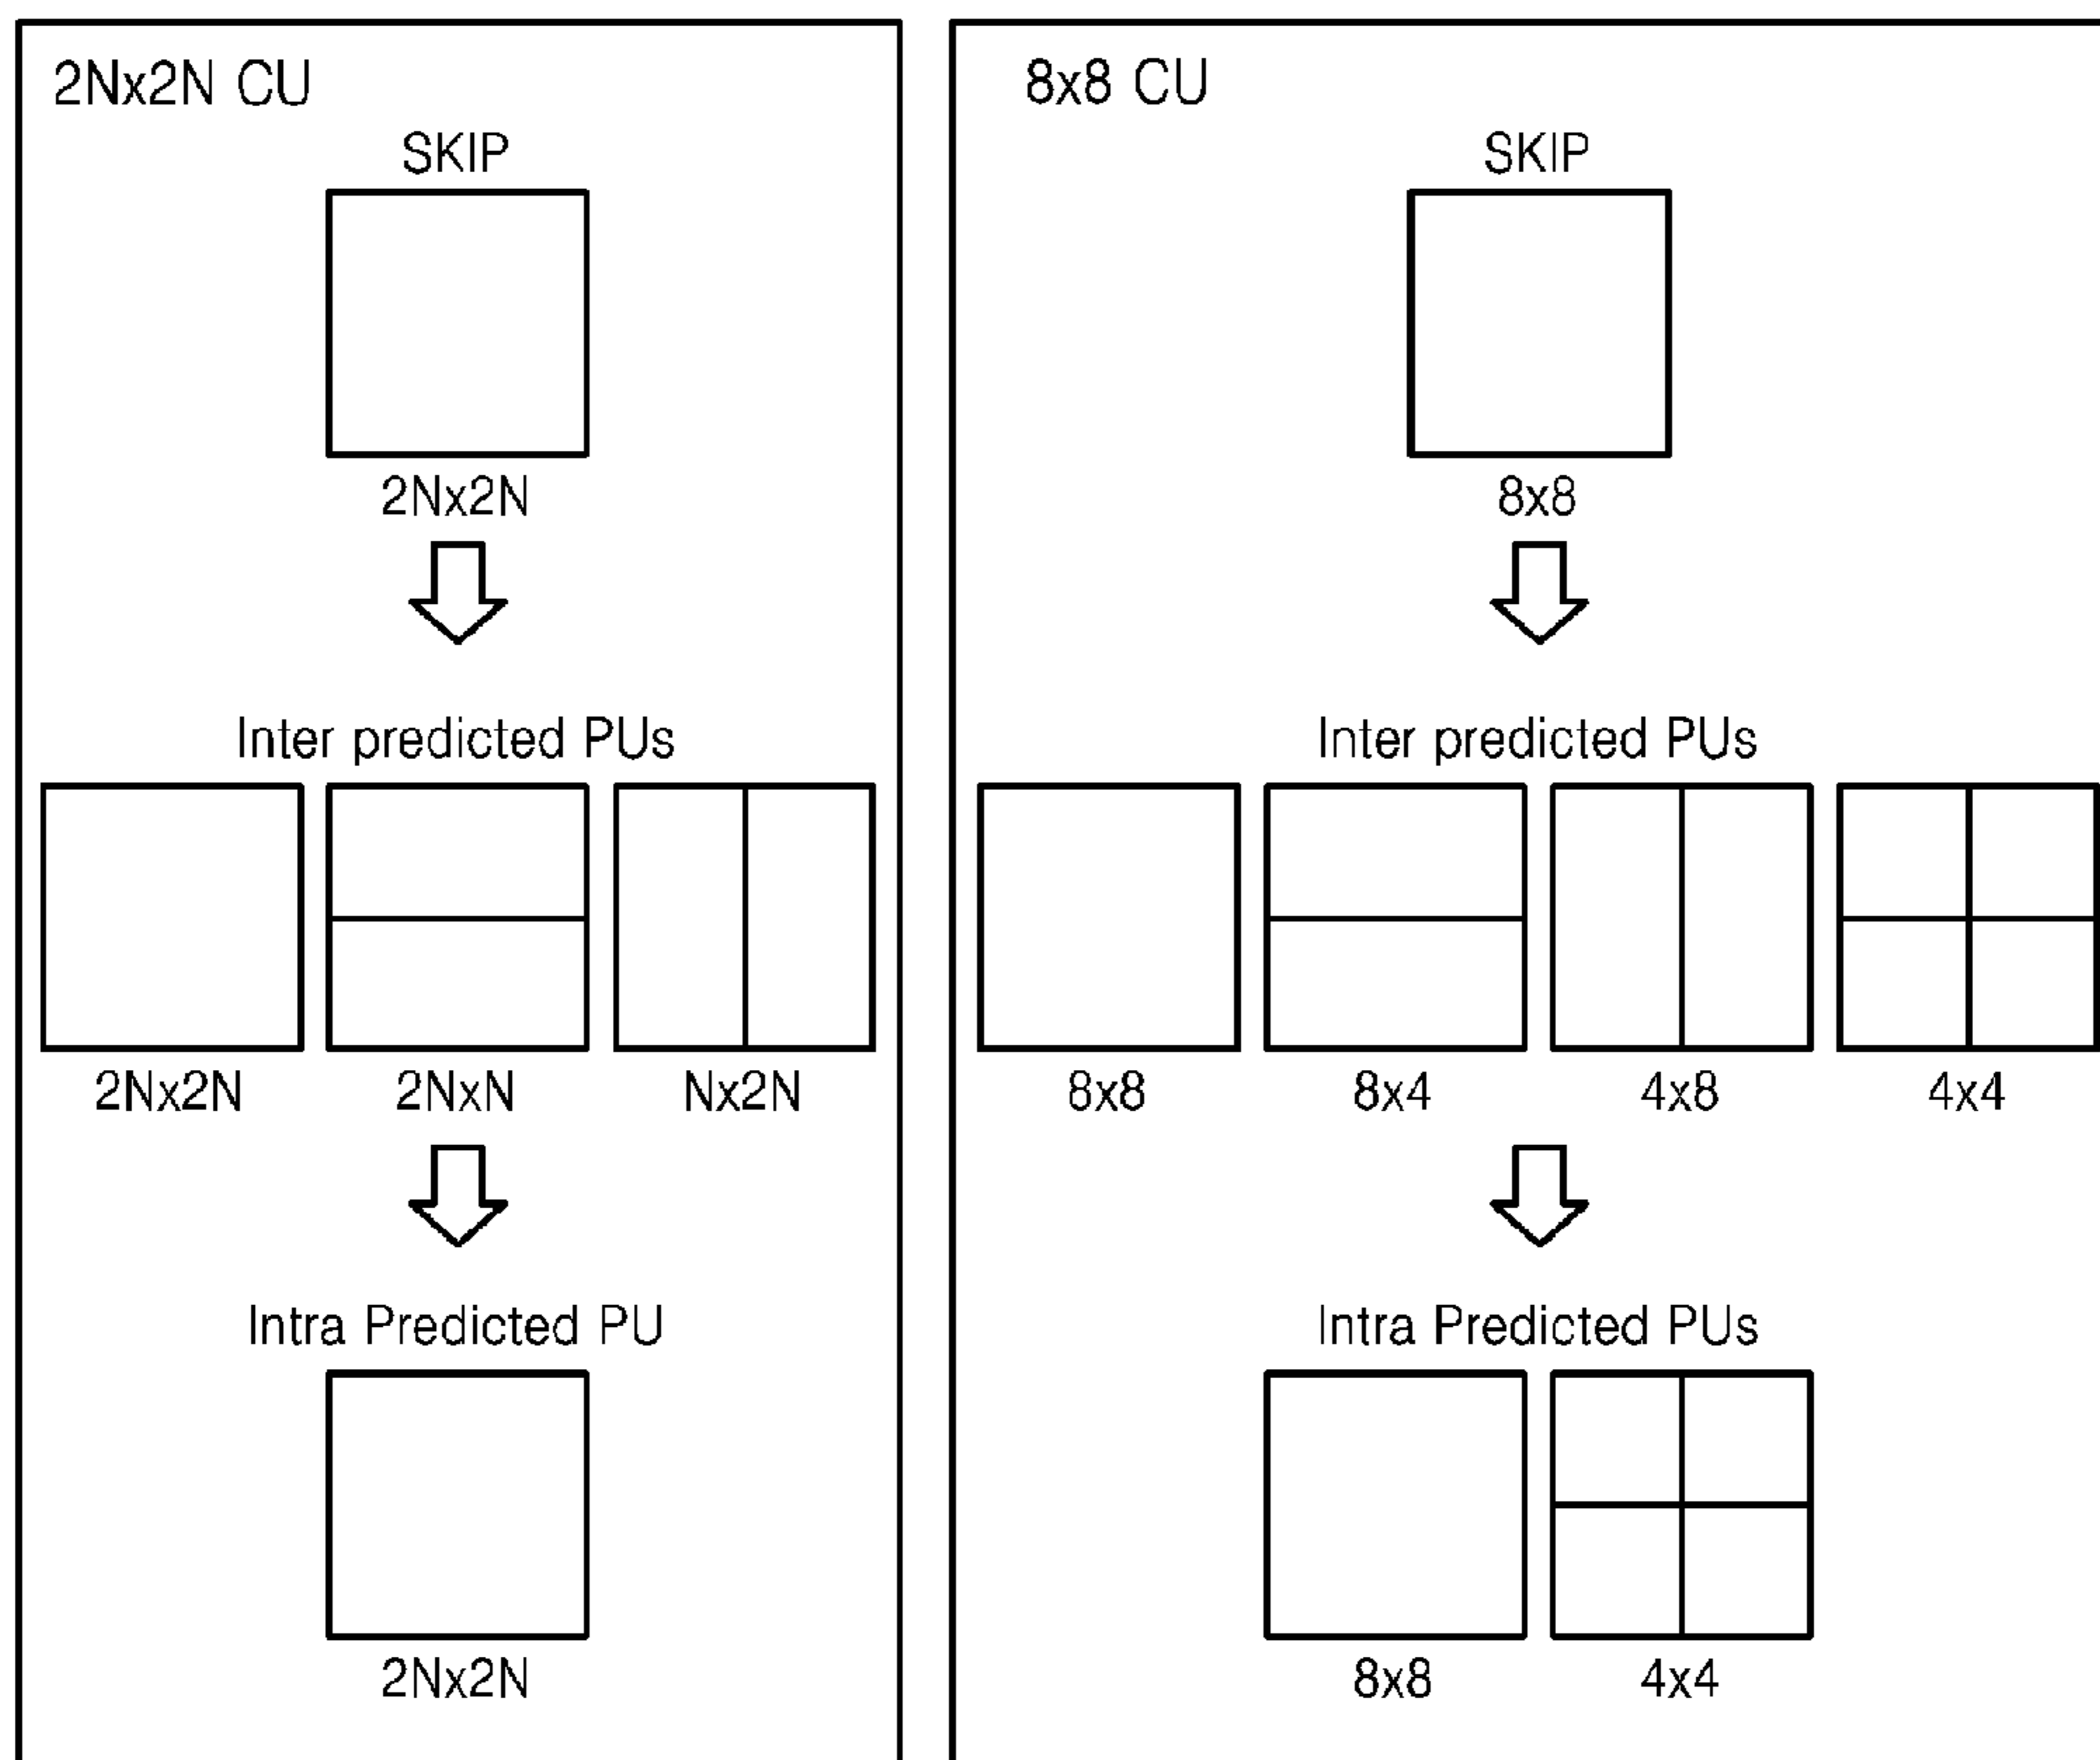 2Nx2N CU
SKIP
2Nx2N
Inter predicted PUs
2Nx2N
2NxN
Nx2N
Intra Predicted PU
2Nx2N
8x8 CU
SKIP
8x8
Inter predicted PUs
8x8
8x4
4x8
4x4
Intra Predicted PUs
8x8
4x4